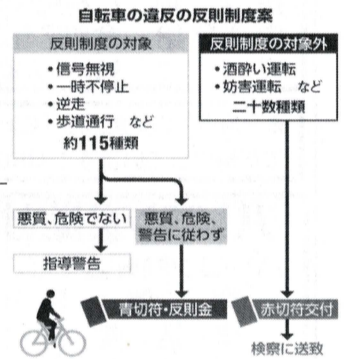 自転車の違反の反則制度案
反則制度の対象
・信号無視
・一時不停止
・逆走
・歩道通行 など
約115種類
反則制度の対象外
・酒酔い運転
・妨害運転 など
二十数種類
悪質、危険でない
指導警告
悪質、危険、
警告に従わず
青切符・反則金
赤切符交付
検察に送致